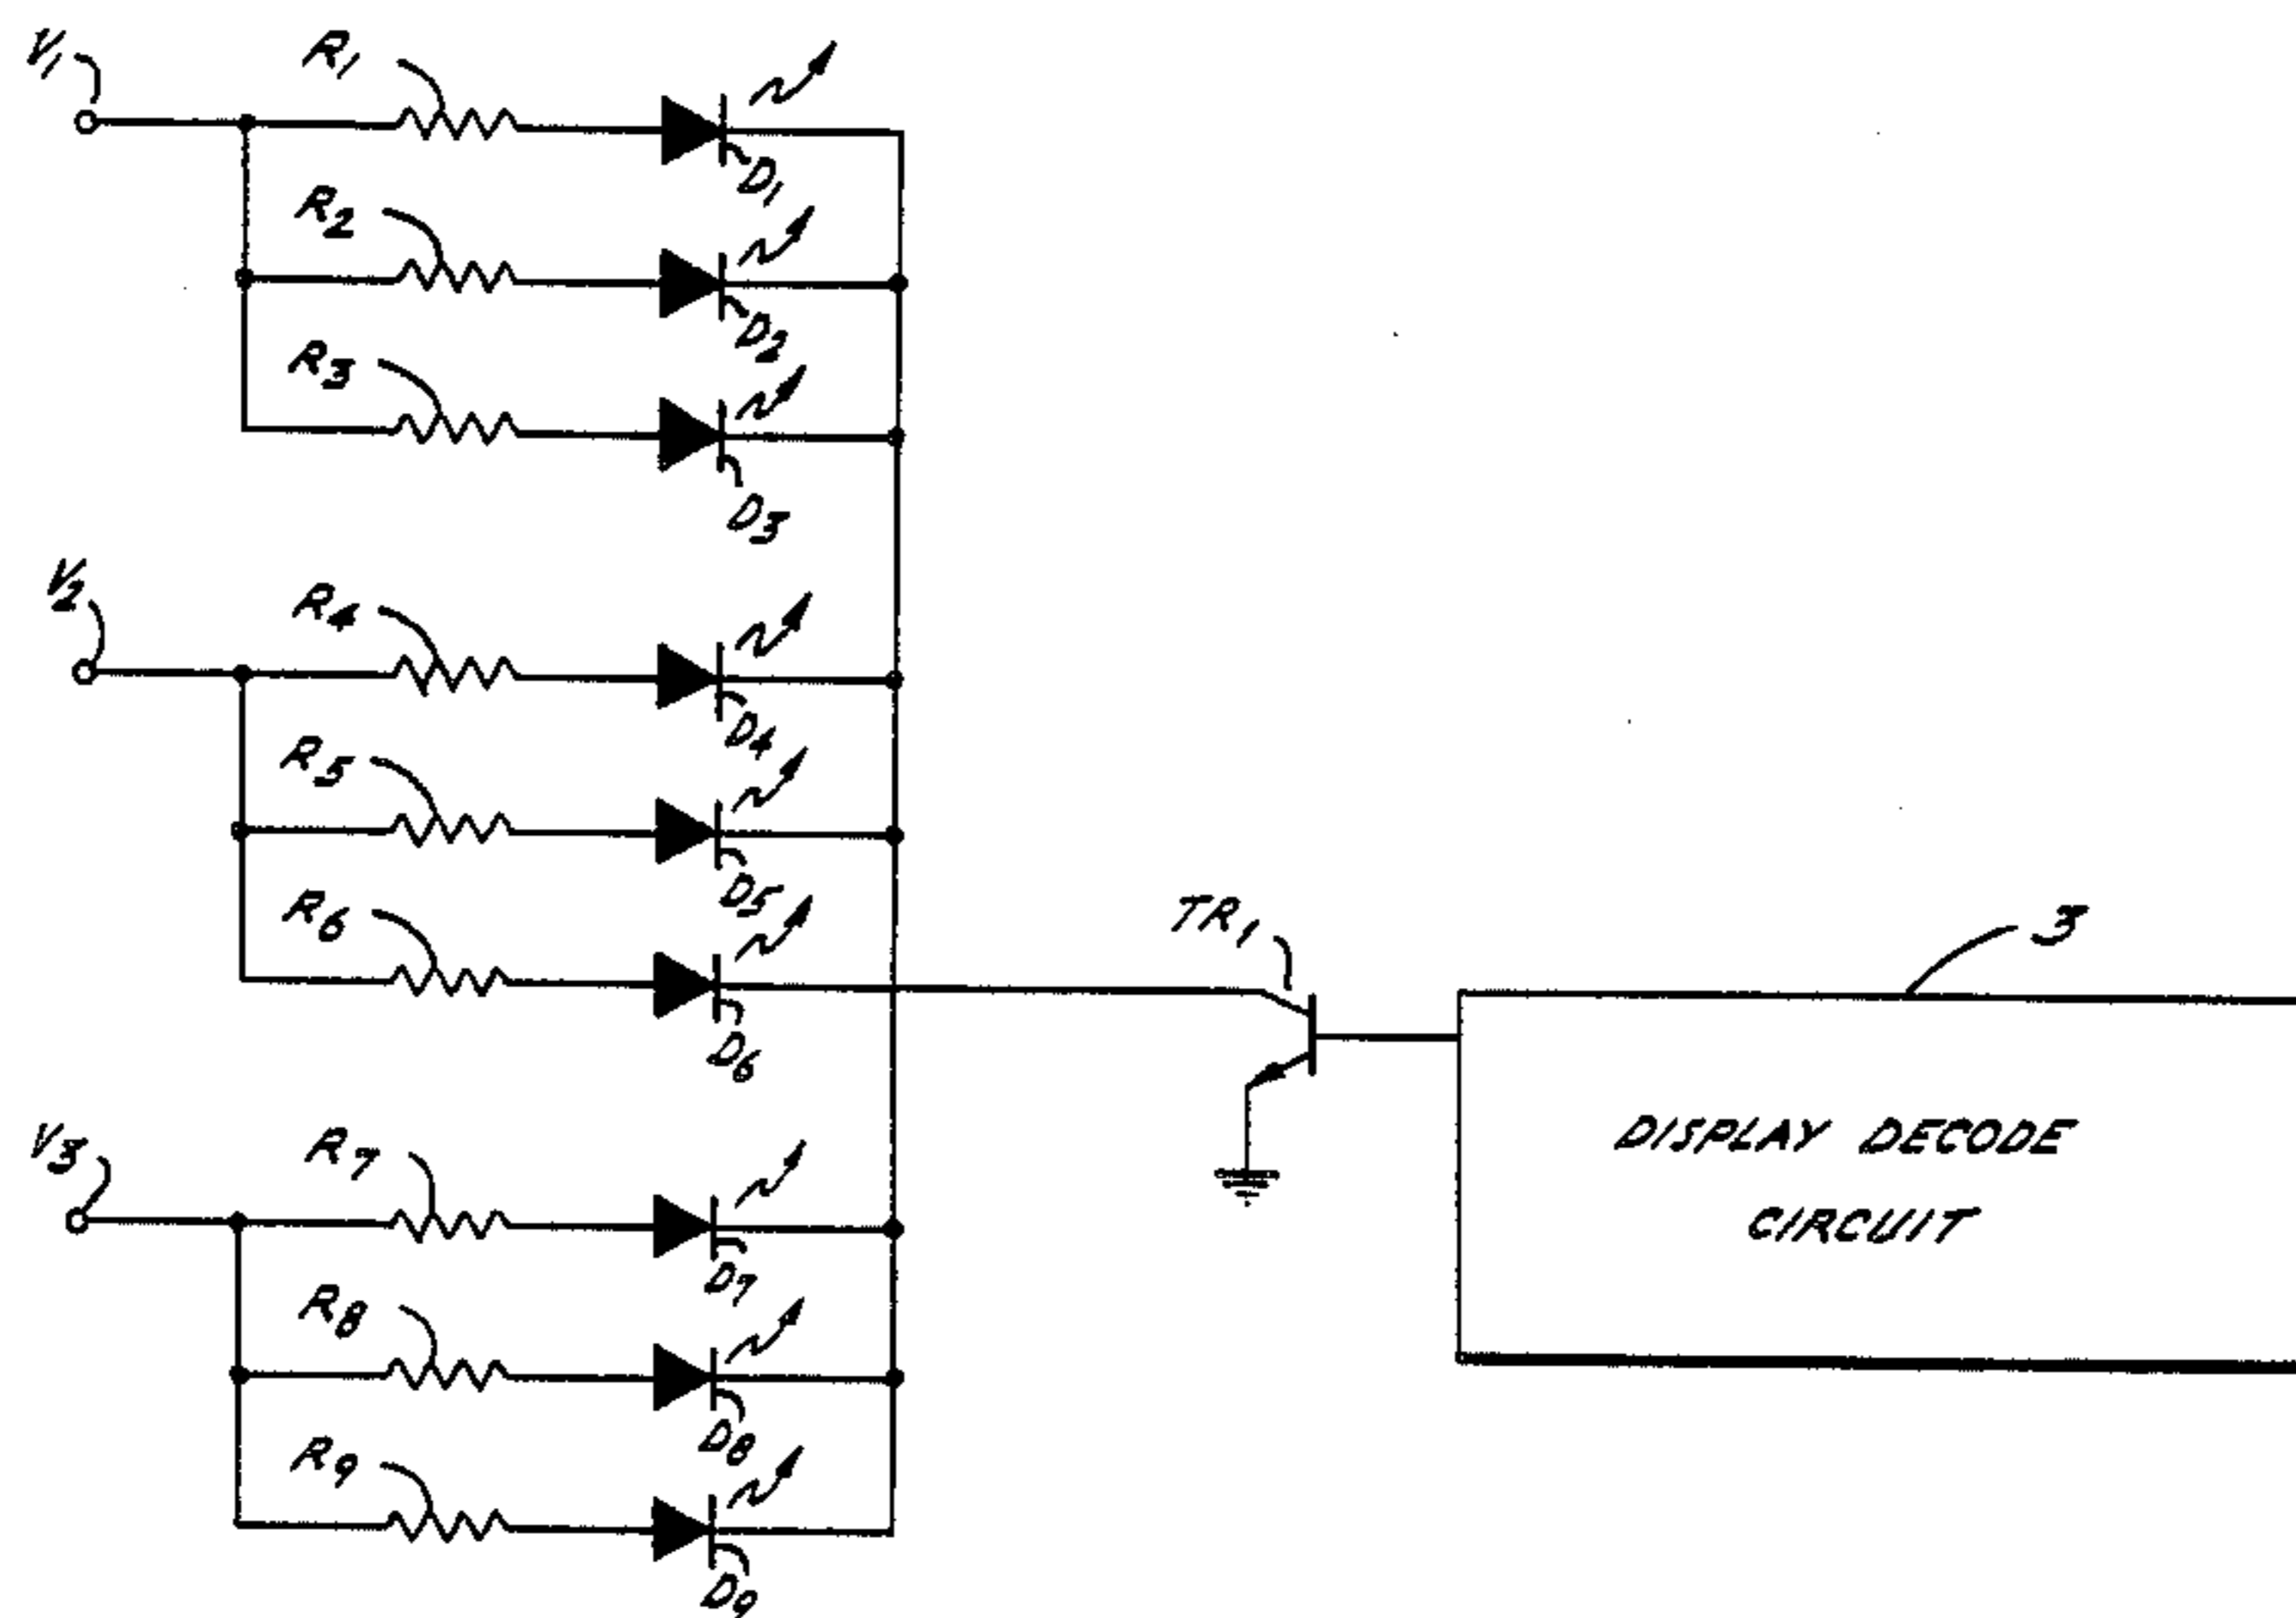 V1
R1
D1
R2
D2
R3
D3
V2
R4
D4
R5
D5
R6
D6
TR1
3
DISPLAY DECODE
CIRCUIT
V3
R7
D7
R8
D8
R9
D9